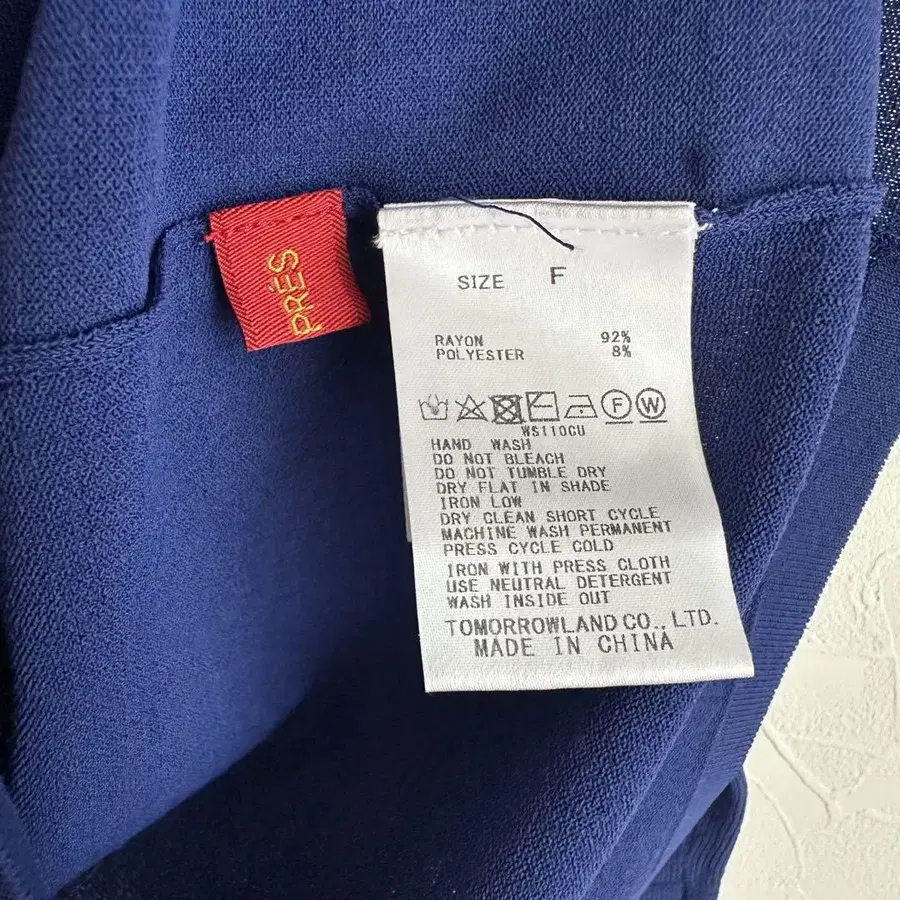 PRÉS
SIZE F
RAYON 92%
POLYESTER 8%
F W
WS110GU
HAND WASH
DO NOT BLEACH
DO NOT TUMBLE DRY
DRY FLAT IN SHADE
IRON LOW
DRY CLEAN SHORT CYCLE
MACHINE WASH PERMANENT
PRESS CYCLE COLD
IRON WITH PRESS CLOTH
USE NEUTRAL DETERGENT
WASH INSIDE OUT
TOMORROWLAND CO., LTD.
MADE IN CHINA